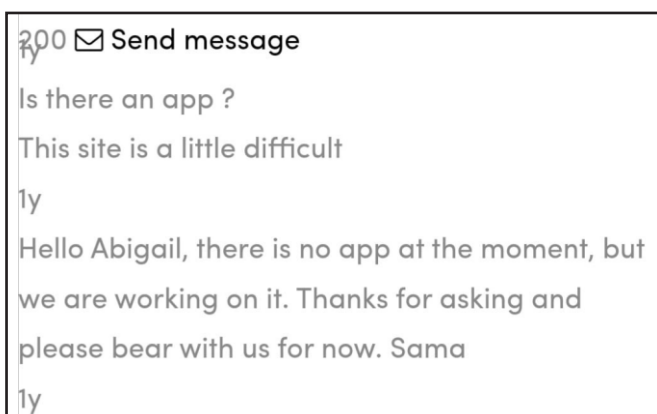 200 Send message
1y
Is there an app ?
This site is a little difficult
1y
Hello Abigail, there is no app at the moment, but
we are working on it. Thanks for asking and
please bear with us for now. Sama
1y